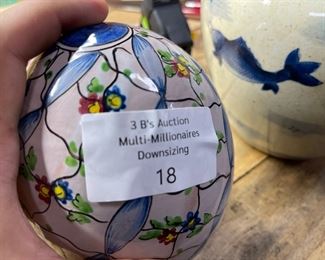 3 B's Auction
Multi-Millionaires
Downsizing
18